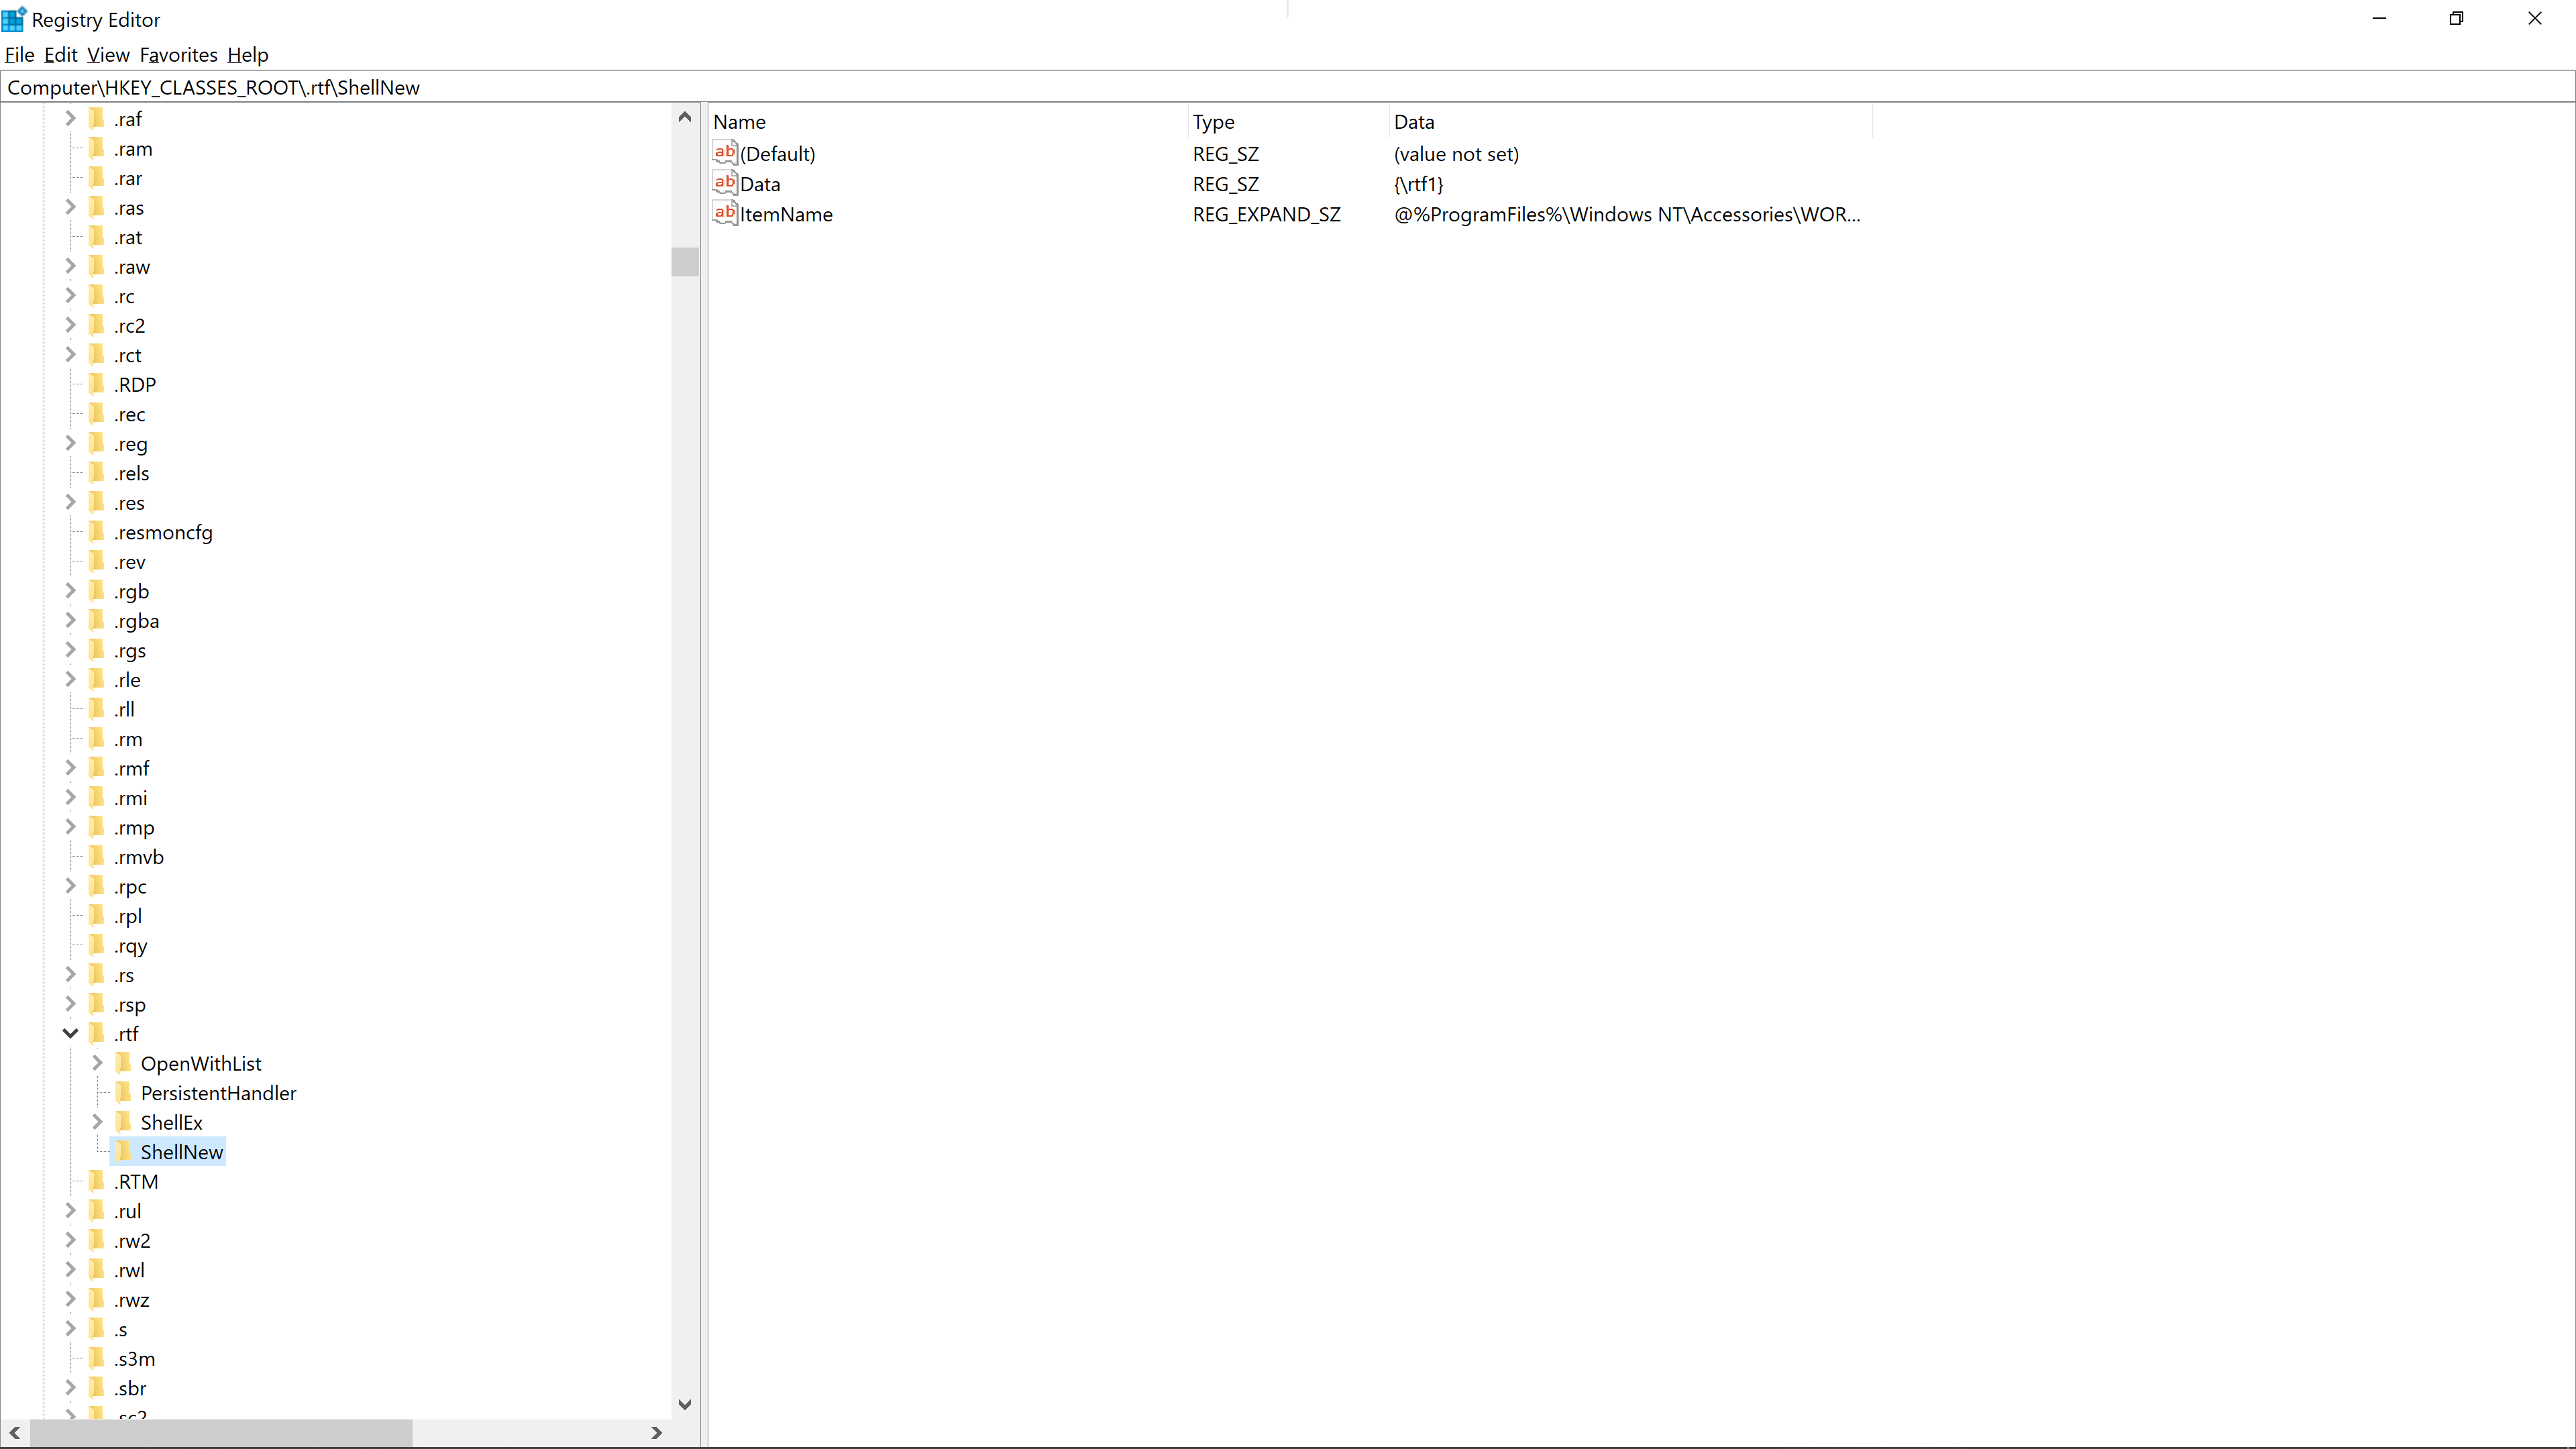 Registry Editor
File Edit View Favorites Help
Computer\HKEY_CLASSES_ROOT\.rtf\ShellNew
.raf
.ram
.rar
.ras
.rat
.raw
.rc
.rc2
.rct
.RDP
.rec
.reg
.rels
.res
.resmoncfg
.rev
.rgb
.rgba
.rgs
.rle
.rll
.rm
.rmf
.rmi
.rmp
.rmvb
.rpc
.rpl
.rqy
.rs
.rsp
.rtf
OpenWithList
PersistentHandler
ShellEx
ShellNew
.RTM
.rul
.rw2
.rwl
.rwz
.s
.s3m
.sbr
.sc2
Name Type Data
(Default) REG_SZ (value not set)
Data REG_SZ {\rtf1}
ItemName REG_EXPAND_SZ @%ProgramFiles%\Windows NT\Accessories\WOR...